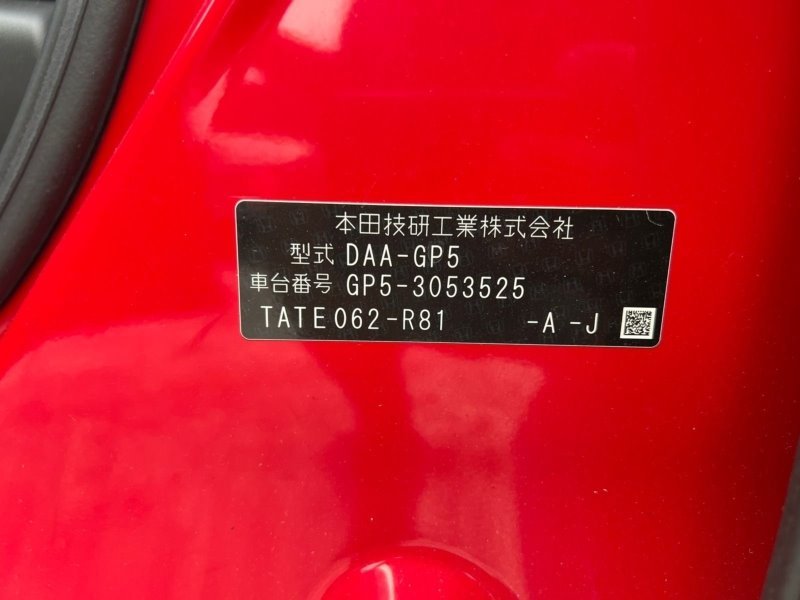 本田技研工業株式会社
型式 DAA-GP5
車台番号 GP5-3053525
TATE062-R81 -A -J